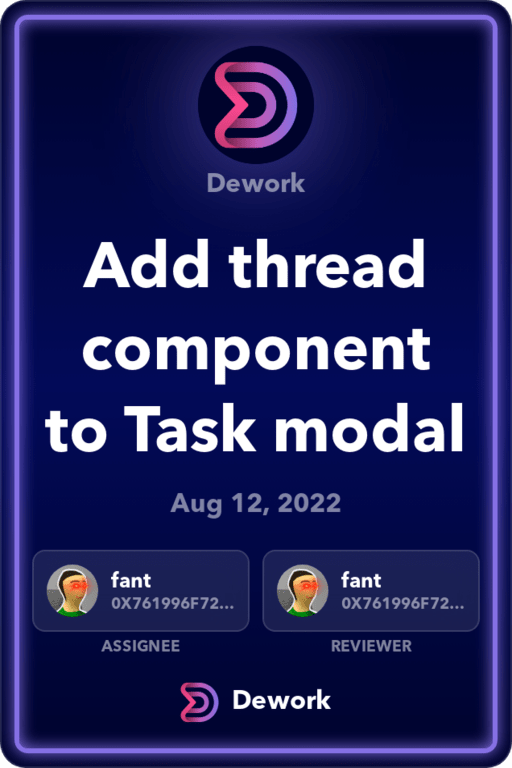 Dework
Add thread
component
to Task modal
Aug 12, 2022
fant
0X761996F72...
fant
0X761996F72...
ASSIGNEE
REVIEWER
Dework